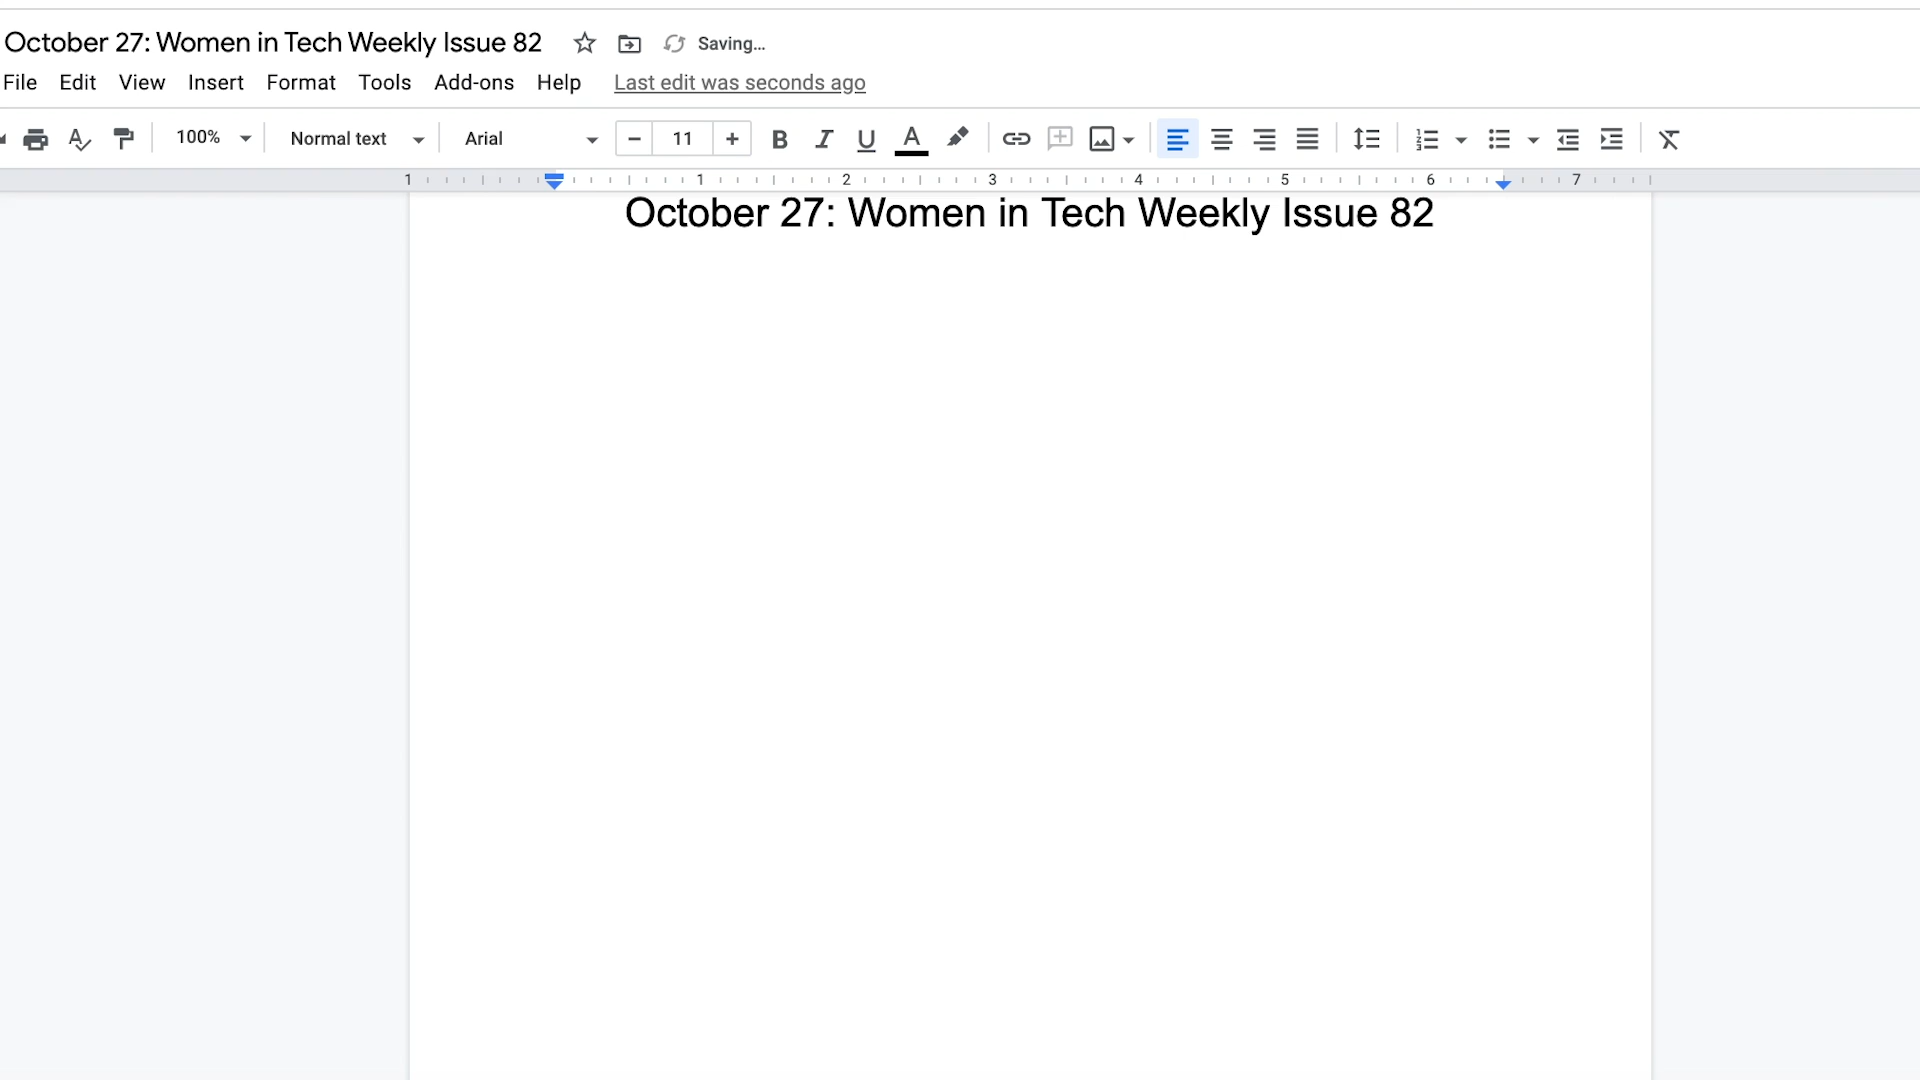 October 27: Women in Tech Weekly Issue 82 Saving...
File Edit View Insert Format Tools Add-ons Help Last edit was seconds ago
100% Normal text Arial − 11 + B I U A
1 1 2 3 4 5 6 7
October 27: Women in Tech Weekly Issue 82